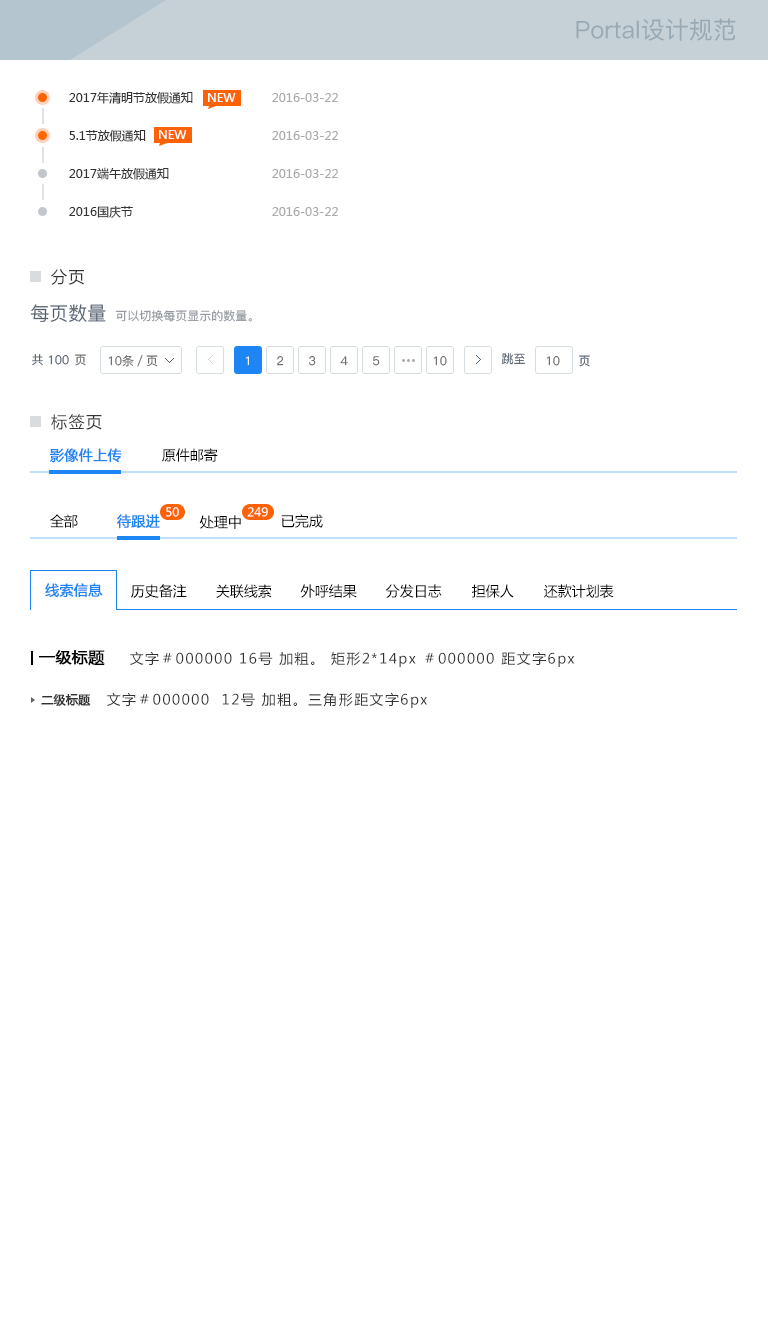 Portal设计规范
2017年清明节放假通知 NEW 2016-03-22
5.1节放假通知 NEW 2016-03-22
2017端午放假通知 2016-03-22
2016国庆节 2016-03-22
分页
每页数量 可以切换每页显示的数量。
共 100 页 10条 / 页 1 2 3 4 5 ••• 10 跳至 10 页
标签页
影像件上传 原件邮寄
全部 待跟进 50 处理中 249 已完成
线索信息 历史备注 关联线索 外呼结果 分发日志 担保人 还款计划表
一级标题 文字＃000000 16号 加粗。 矩形2*14px ＃000000 距文字6px
二级标题 文字＃000000 12号 加粗。三角形距文字6px